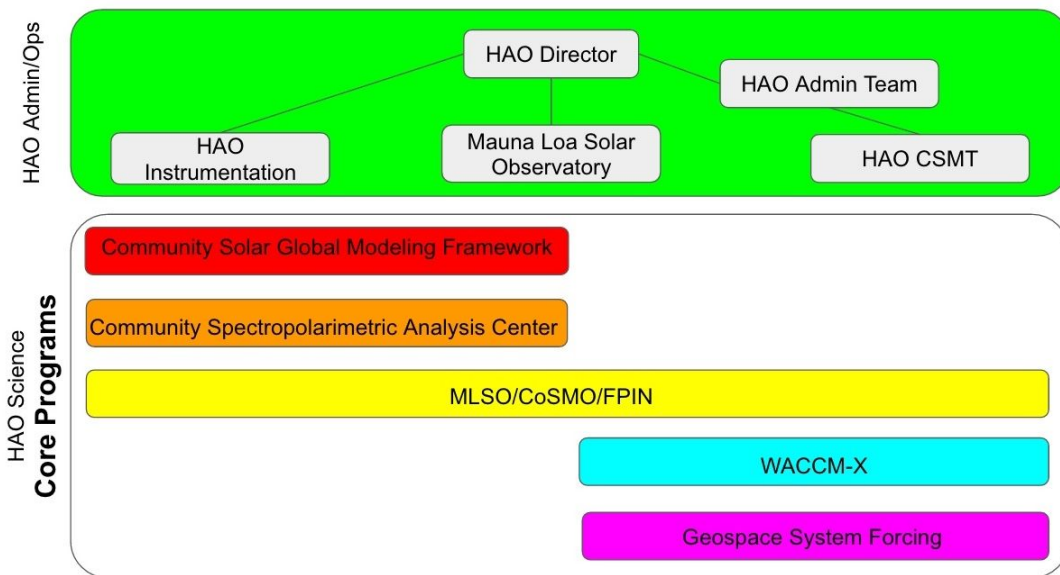 HAO Admin/Ops
HAO Director
HAO Admin Team
HAO
Instrumentation
Mauna Loa Solar
Observatory
HAO CSMT
HAO Science
Core Programs
Community Solar Global Modeling Framework
Community Spectropolarimetric Analysis Center
MLSO/CoSMO/FPIN
WACCM-X
Geospace System Forcing